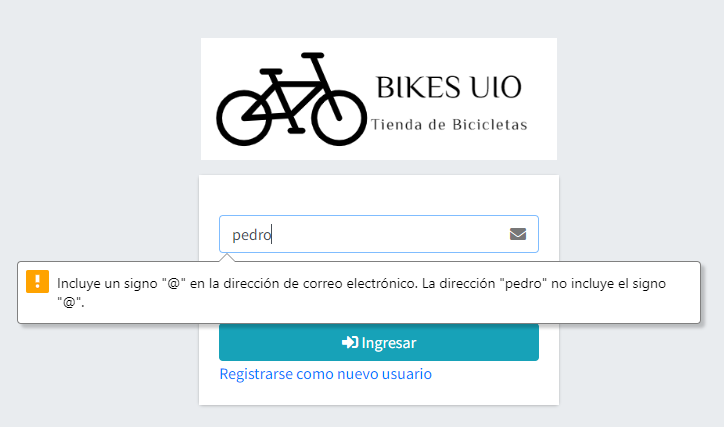 BIKES UIO
Tienda de Bicicletas
pedro
Incluye un signo "@" en la dirección de correo electrónico. La dirección "pedro" no incluye el signo
"@".
Ingresar
Registrarse como nuevo usuario